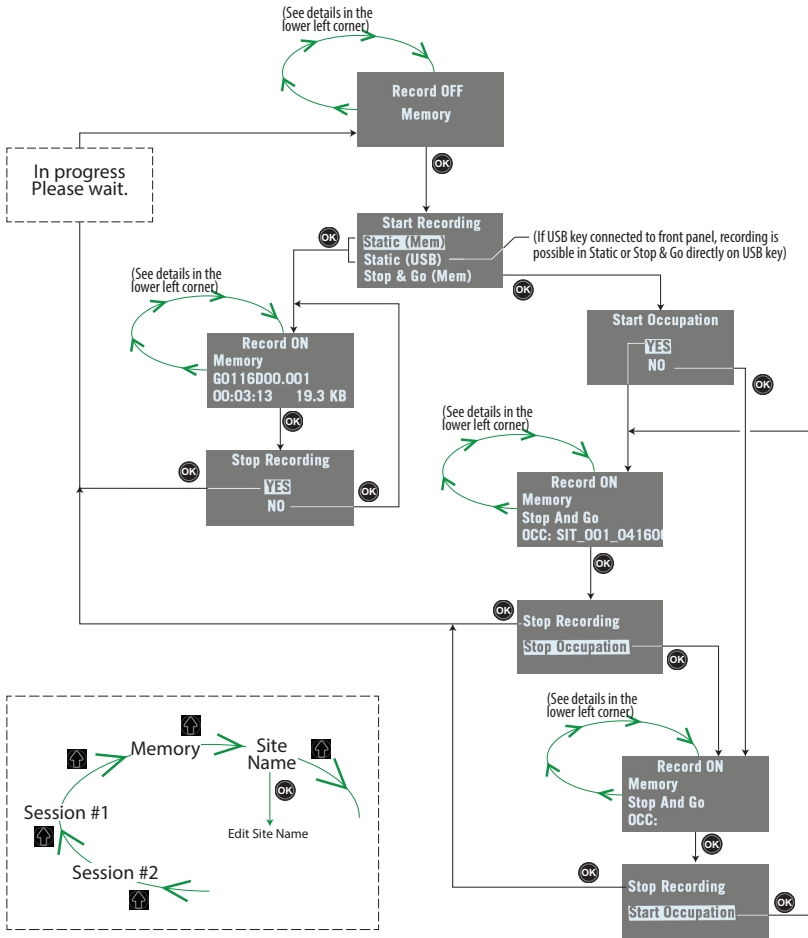 (See details in the
lower left corner)
Record OFF
Memory
In progress
Please wait.
OK
Start Recording
Static (Mem)
Static (USB)
Stop & Go (Mem)
OK
(If USB key connected to front panel, recording is
possible in Static or Stop & Go directly on USB key)
OK
(See details in the
lower left corner)
Record ON
Memory
G0116D00.001
00:03:13 19.3 KB
OK
Start Occupation
YES
NO
OK
Stop Recording
YES
NO
OK
OK
(See details in the
lower left corner)
Record ON
Memory
Stop And Go
OCC: SIT_001_04160
OK
Stop Recording
Stop Occupation
OK
OK
(See details in the
lower left corner)
Record ON
Memory
Stop And Go
OCC:
OK
Stop Recording
Start Occupation
OK
OK
Memory
Site
Name
OK
Edit Site Name
Session #1
Session #2